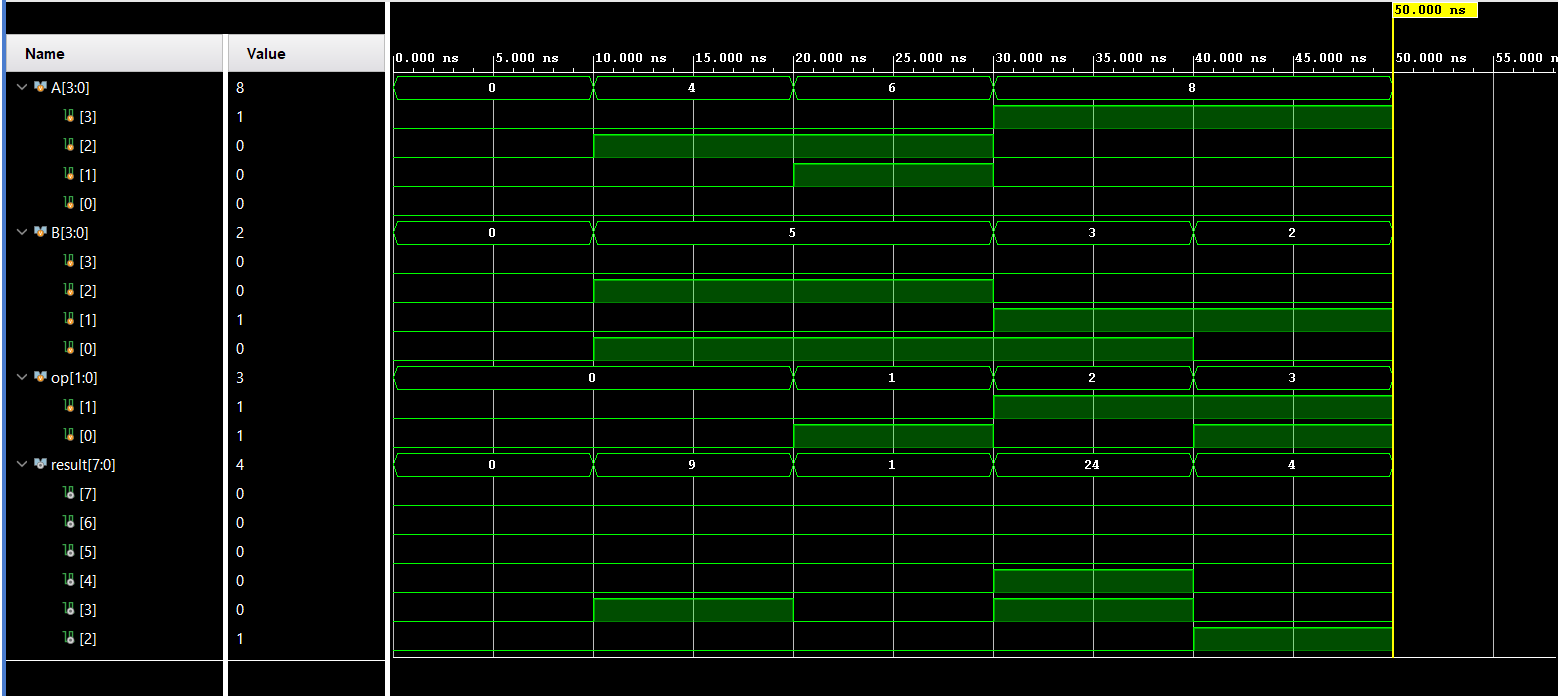 50.000 ns
Name Value
0.000 ns 5.000 ns 10.000 ns 15.000 ns 20.000 ns 25.000 ns 30.000 ns 35.000 ns 40.000 ns 45.000 ns 50.000 ns 55.000 n
A[3:0] 8 0 4 6 8
[3] 1
[2] 0
[1] 0
[0] 0
B[3:0] 2 0 5 3 2
[3] 0
[2] 0
[1] 1
[0] 0
op[1:0] 3 0 1 2 3
[1] 1
[0] 1
result[7:0] 4 0 9 1 24 4
[7] 0
[6] 0
[5] 0
[4] 0
[3] 0
[2] 1